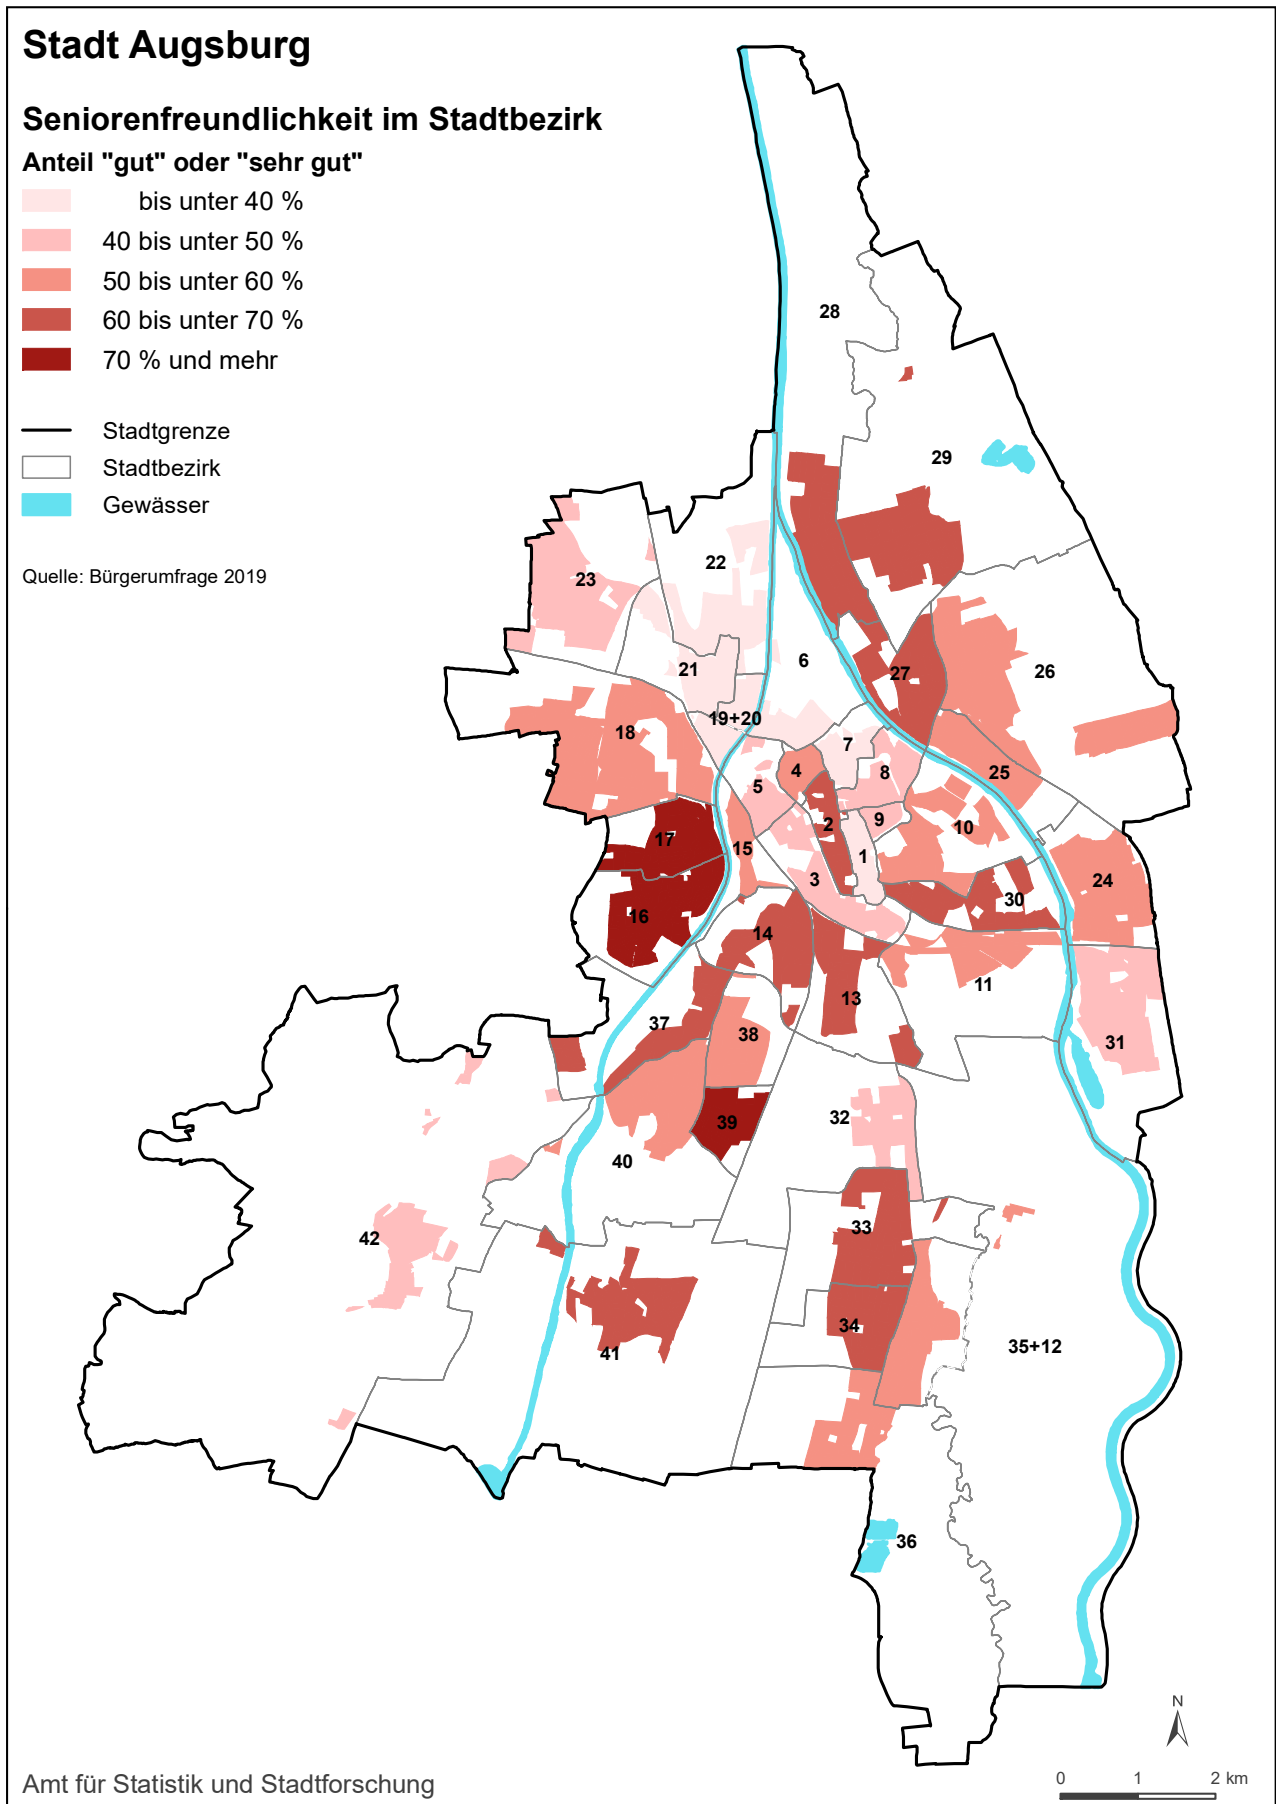 Stadt Augsburg
Seniorenfreundlichkeit im Stadtbezirk
Anteil "gut" oder "sehr gut"
bis unter 40 %
40 bis unter 50 %
50 bis unter 60 %
60 bis unter 70 %
70 % und mehr
Stadtgrenze
Stadtbezirk
Gewässer
Quelle: Bürgerumfrage 2019
28
29
22
23
6
21
27
26
19+20
18
7
4
8
25
5
2
9
10
17
15
1
3
24
30
16
14
11
13
37
38
31
32
39
40
42
33
34
41
35+12
36
N
0 1 2 km
Amt für Statistik und Stadtforschung